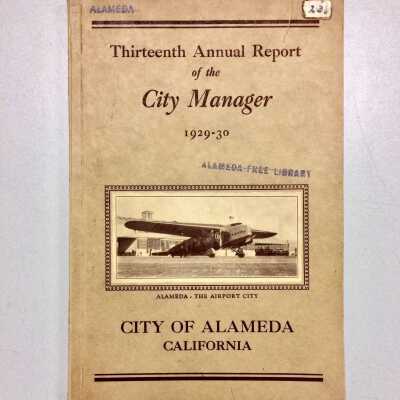 ALAMEDA
Thirteenth Annual Report
of the
City Manager
1929-30
ALAMEDA FREE LIBRARY
ALAMEDA - THE AIRPORT CITY
CITY OF ALAMEDA
CALIFORNIA